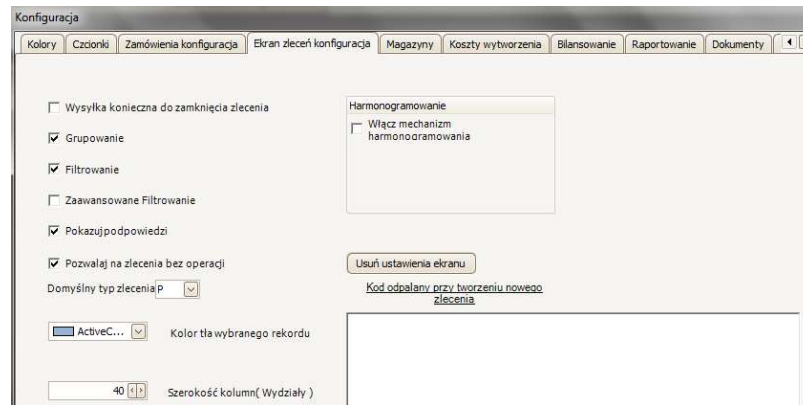 Konfiguracja
Kolory Czcionki Zamówienia konfiguracja Ekran zleceń konfiguracja Magazyny Koszty wytworzenia Bilansowanie Raportowanie Dokumenty
Wysyłka konieczna do zamknięcia zlecenia
Grupowanie
Filtrowanie
Zaawansowane Filtrowanie
Pokazuj podpowiedzi
Pozwalaj na zlecenia bez operacji
Domyślny typ zlecenia P
ActiveC... Kolor tła wybranego rekordu
40 Szerokość kolumn( Wydziały )
Harmonogramowanie
Włącz mechanizm
harmonogramowania
Usuń ustawienia ekranu
Kod odpalany przy tworzeniu nowego
zlecenia